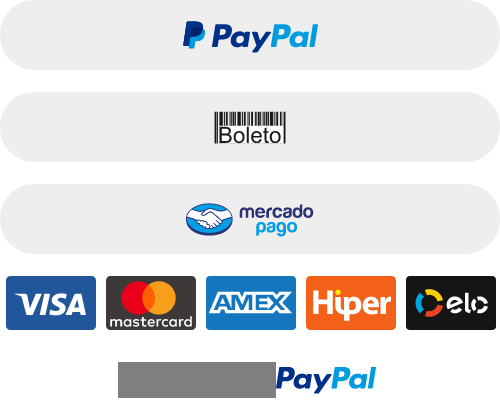 PayPal
Boleto
mercado
pago
VISA
mastercard
AMEX
Hiper
elo
PayPal